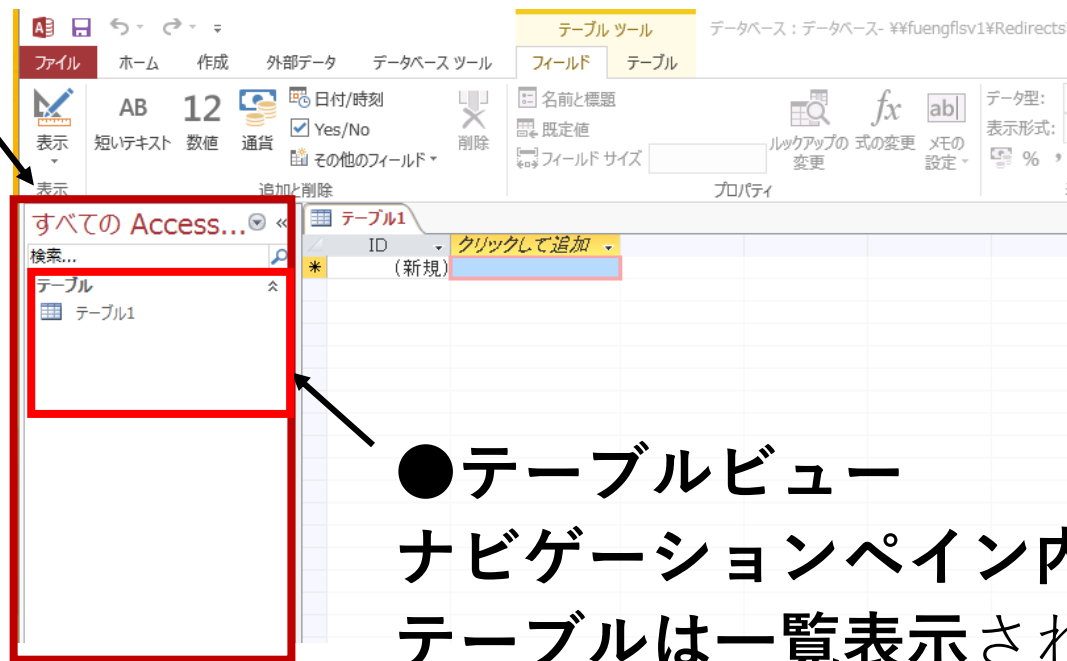 テーブル ツール データベース : データベース- ¥¥fuengflsv1¥Redirects
ファイル ホーム 作成 外部データ データベース ツール フィールド テーブル
表示
AB 短いテキスト
12 数値
通貨
日付/時刻
Yes/No
その他のフィールド
削除
名前と標題
既定値
フィールド サイズ
ルックアップの変更
fx 式の変更
ab| メモの設定
データ型:
表示形式:
%
表示 追加と削除 プロパティ
すべての Access... «
検索...
テーブル
テーブル1
テーブル1
ID クリックして追加
* (新規)
●テーブルビュー
ナビゲーションペイン内
テーブルは一覧表示され